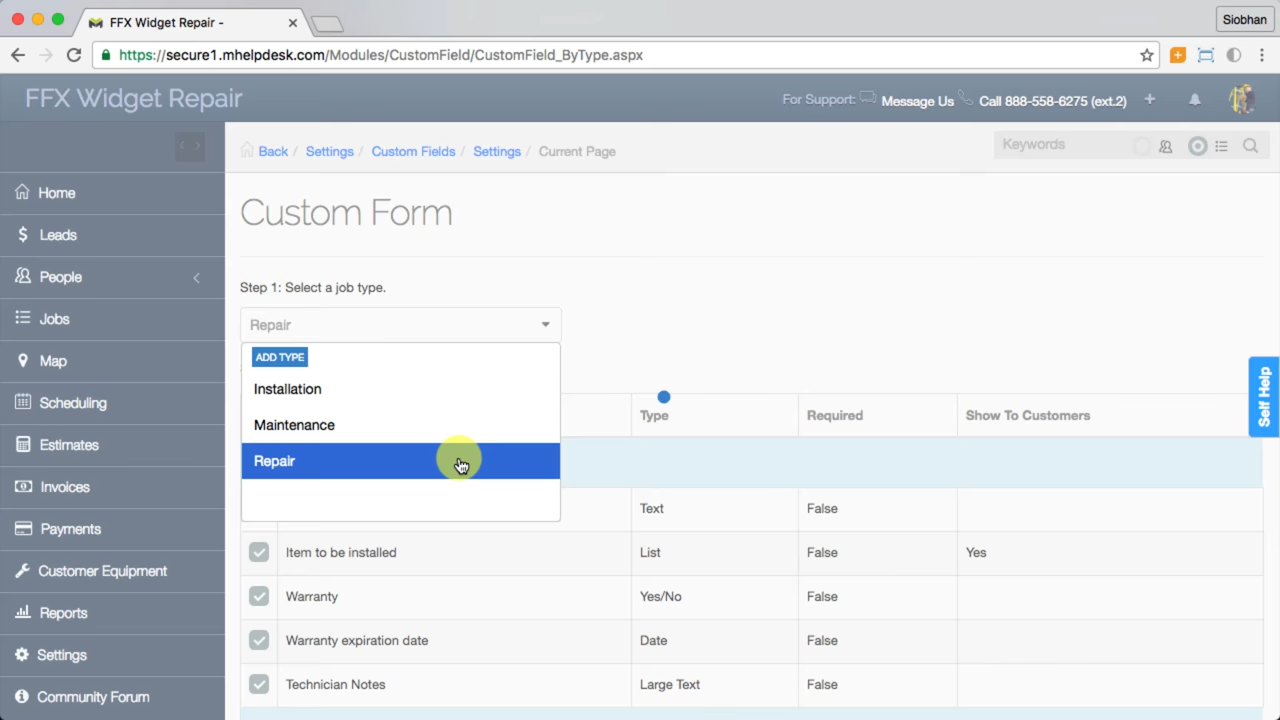 FFX Widget Repair -
Siobhan
https://secure1.mhelpdesk.com/Modules/CustomField/CustomField_ByType.aspx
FFX Widget Repair
For Support: Message Us Call 888-558-6275 (ext.2)
Back / Settings / Custom Fields / Settings / Current Page
Keywords
Home
Leads
People
Jobs
Map
Scheduling
Estimates
Invoices
Payments
Customer Equipment
Reports
Settings
Community Forum
Custom Form
Step 1: Select a job type.
Repair
ADD TYPE
Installation
Maintenance
Repair
Type Required Show To Customers
Text False
Item to be installed List False Yes
Warranty Yes/No False
Warranty expiration date Date False
Technician Notes Large Text False
Self Help